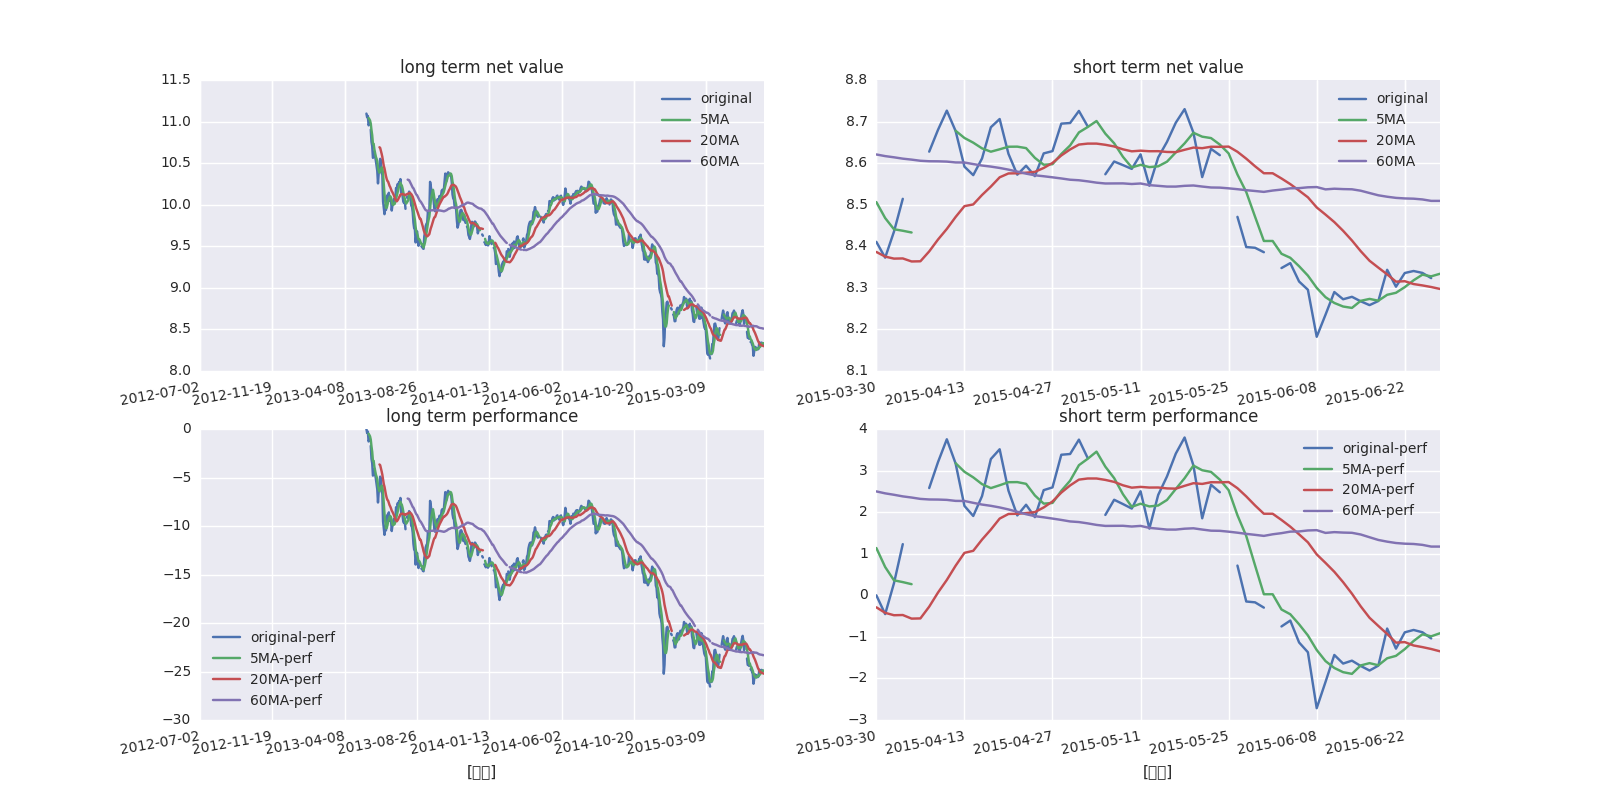 long term net value
11.5
11.0
10.5
10.0
9.5
9.0
8.5
8.0
original
5MA
20MA
60MA
2012-07-02 2012-11-19 2013-04-08 2013-08-26 2014-01-13 2014-06-02 2014-10-20 2015-03-09
short term net value
8.8
8.7
8.6
8.5
8.4
8.3
8.2
8.1
original
5MA
20MA
60MA
2015-03-30 2015-04-13 2015-04-27 2015-05-11 2015-05-25 2015-06-08 2015-06-22
long term performance
0
−5
−10
−15
−20
−25
−30
original-perf
5MA-perf
20MA-perf
60MA-perf
2012-07-02 2012-11-19 2013-04-08 2013-08-26 2014-01-13 2014-06-02 2014-10-20 2015-03-09
short term performance
4
3
2
1
0
−1
−2
−3
original-perf
5MA-perf
20MA-perf
60MA-perf
2015-03-30 2015-04-13 2015-04-27 2015-05-11 2015-05-25 2015-06-08 2015-06-22